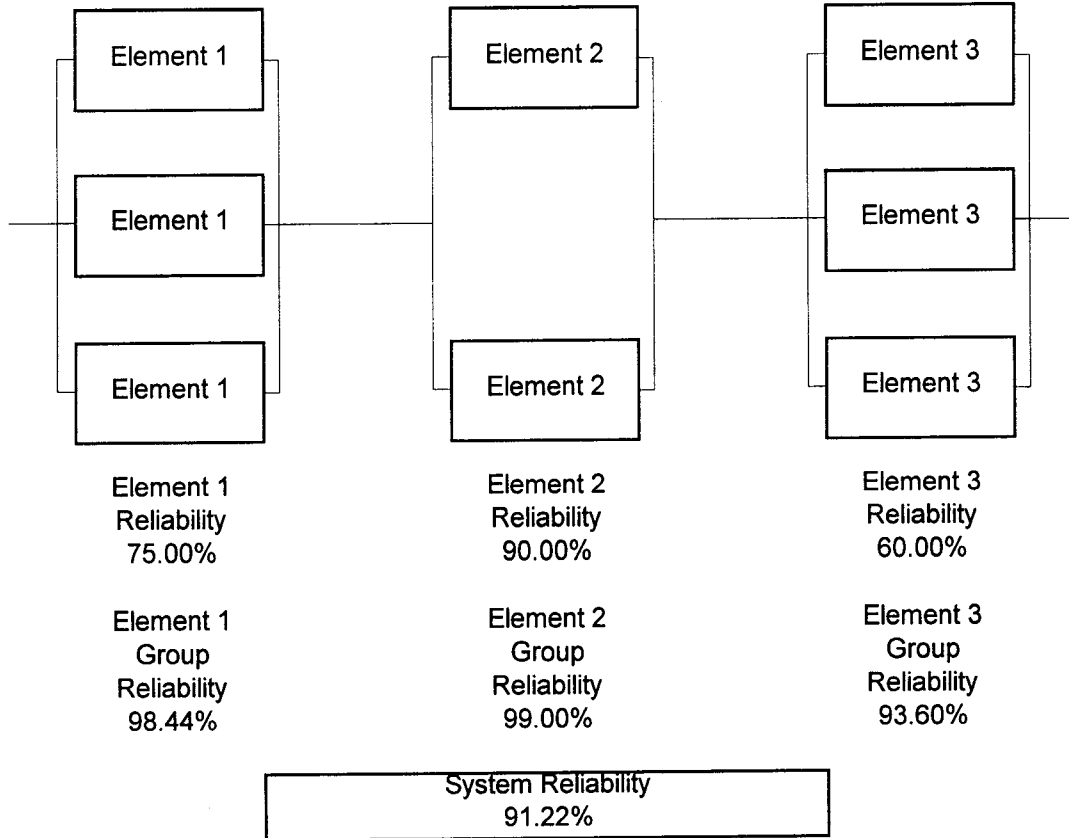 Element 1
Element 2
Element 3
Element 1
Element 3
Element 1
Element 2
Element 3
Element 1
Reliability
75.00%
Element 2
Reliability
90.00%
Element 3
Reliability
60.00%
Element 1
Group
Reliability
98.44%
Element 2
Group
Reliability
99.00%
Element 3
Group
Reliability
93.60%
System Reliability
91.22%